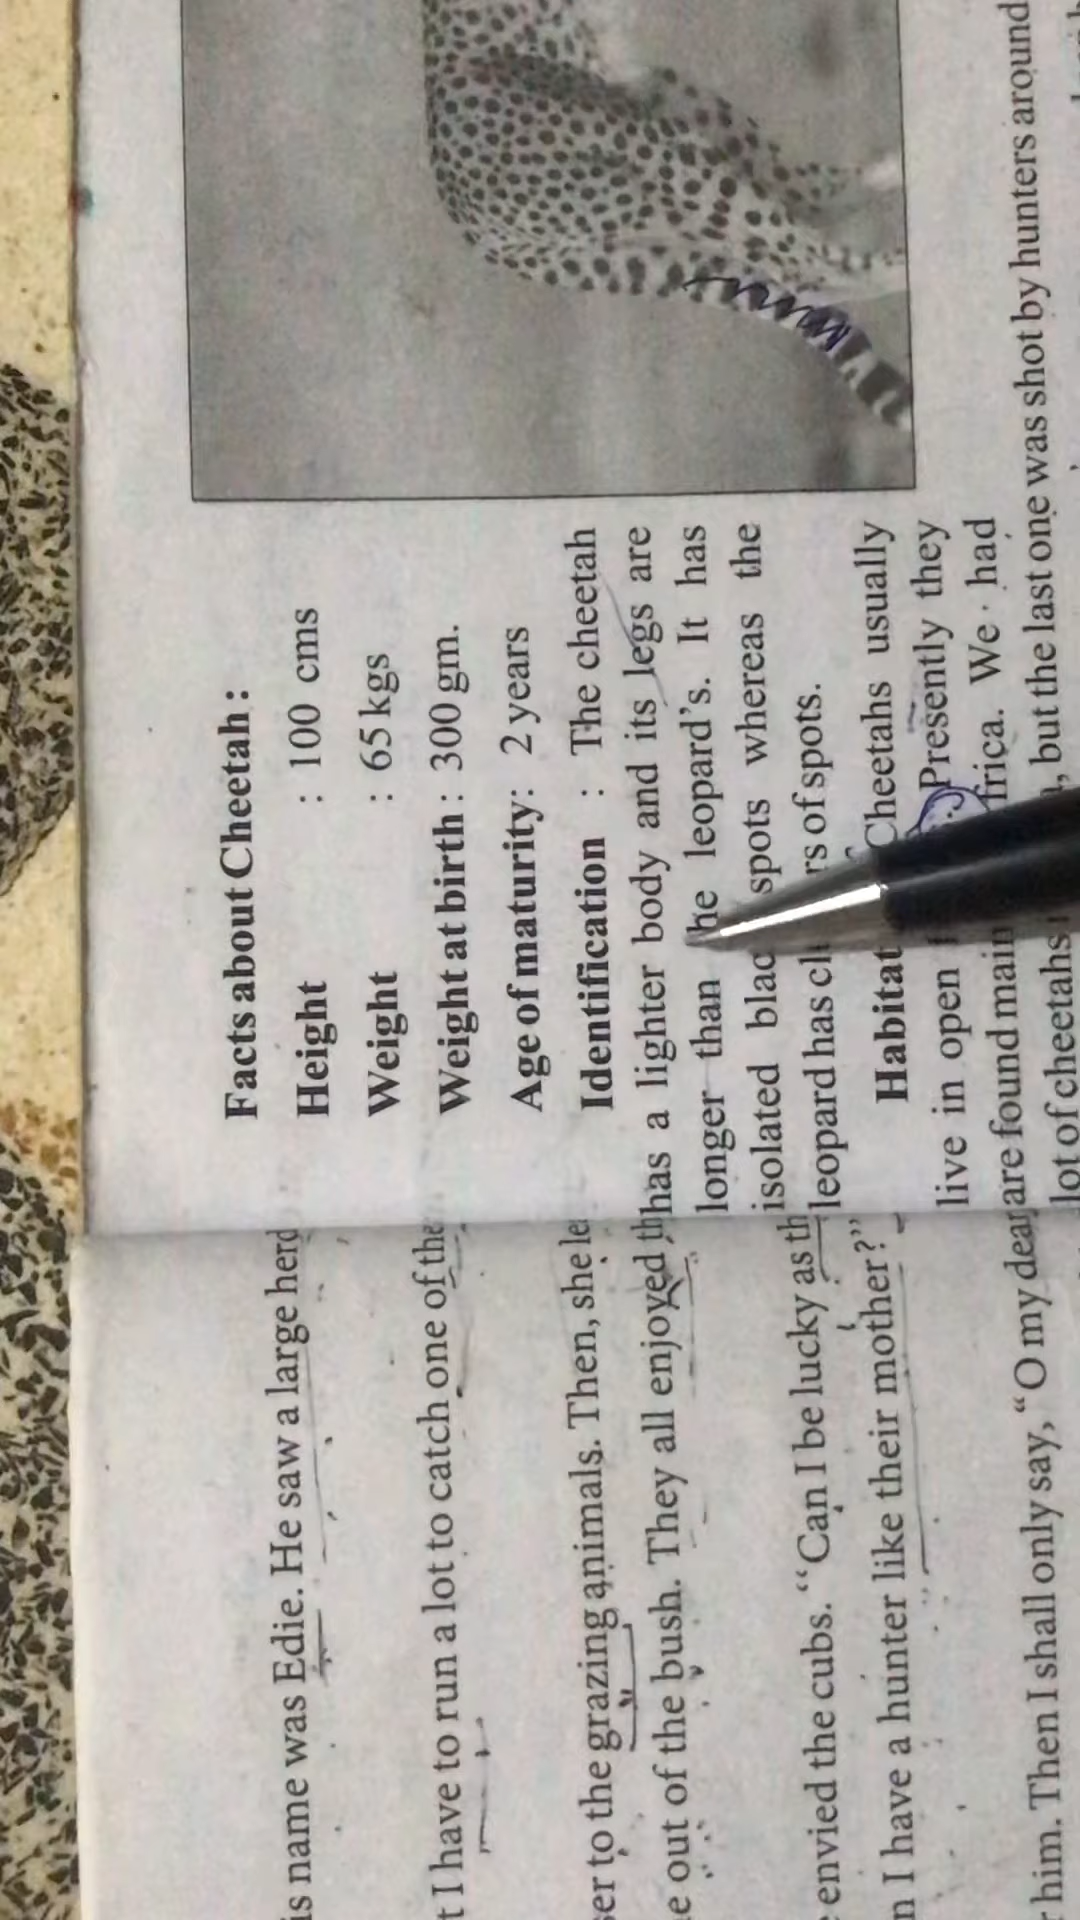 is name was Edie. He saw a large herd
t I have to run a lot to catch one of the
ser to the grazing animals. Then, she le
e out of the bush. They all enjoyed th
envied the cubs. “Can I be lucky as th
n I have a hunter like their mother?”
him. Then I shall only say, “O my dear
Facts about Cheetah :
Height : 100 cms
Weight : 65 kgs
Weight at birth : 300 gm.
Age of maturity : 2 years
Identification : The cheetah
has a lighter body and its legs are
longer than he leopard’s. It has
isolated blac spots whereas the
leopard has cl rs of spots.
Habitat Cheetahs usually
live in open Presently they
are found main frica. We had
lot of cheetahs , but the last one was shot by hunters around